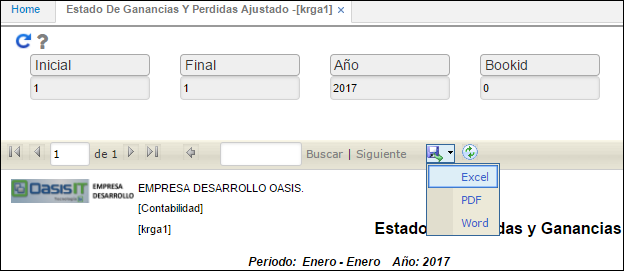 Home Estado De Ganancias Y Perdidas Ajustado -[krga1] ×
?
Inicial Final Año Bookid
1 1 2017 0
1 de 1 Buscar | Siguiente
Excel
PDF
Word
OasisIT EMPRESA DESARROLLO
Tecnología
EMPRESA DESARROLLO OASIS.
[Contabilidad]
[krga1]
Estado das y Ganancias
Periodo: Enero - Enero Año: 2017